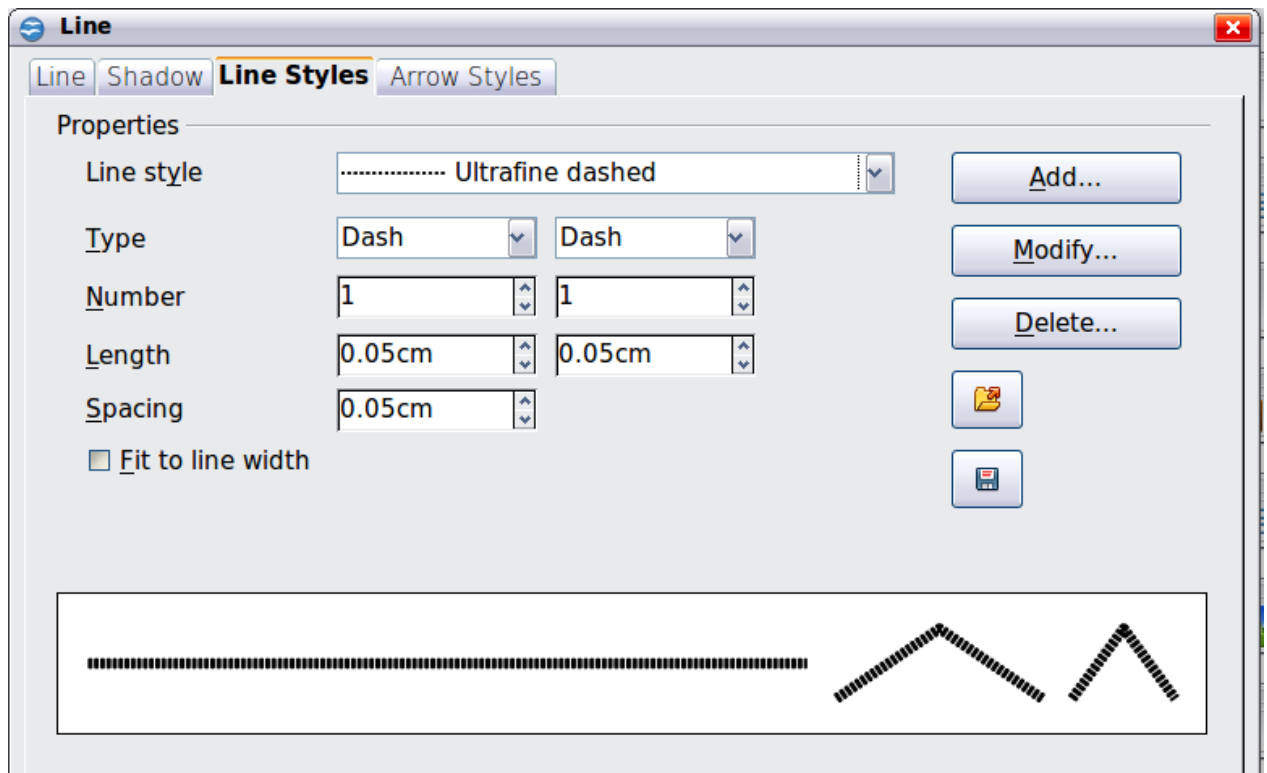 Line
Line Shadow Line Styles Arrow Styles
Properties
Line style Ultrafine dashed Add...
Type Dash Dash Modify...
Number 1 1 Delete...
Length 0.05cm 0.05cm
Spacing 0.05cm
Fit to line width